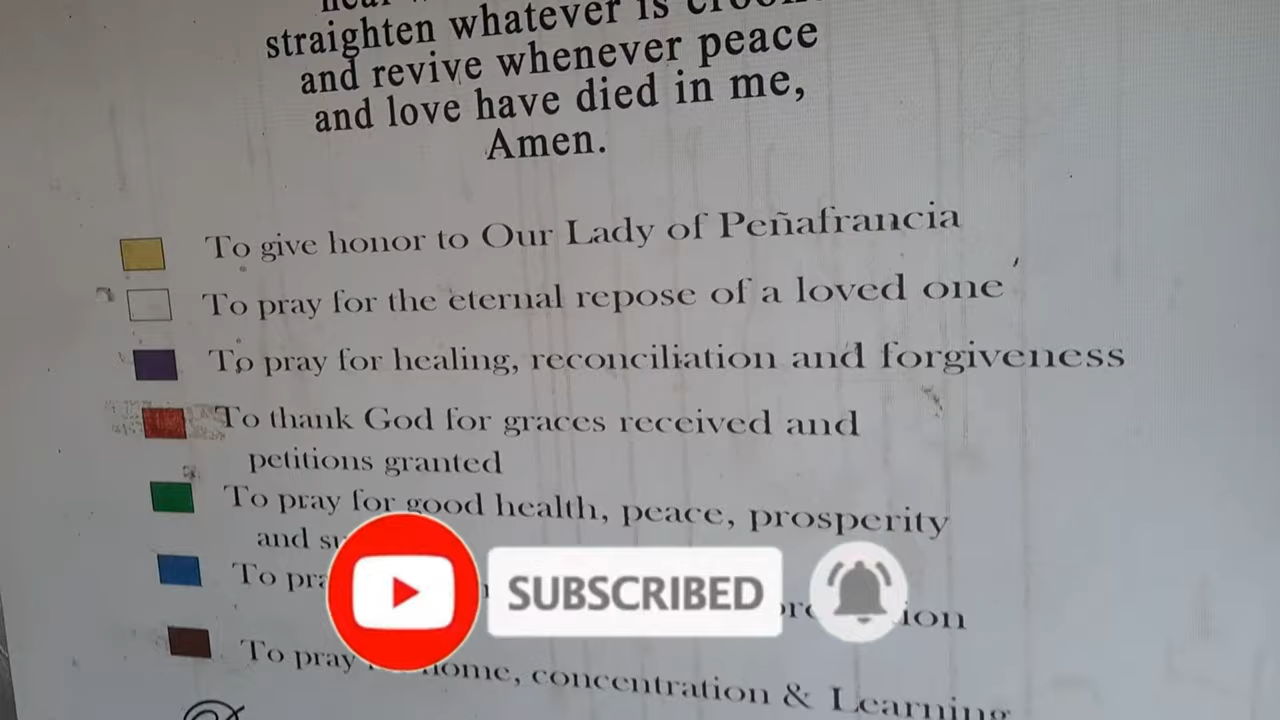 straighten whatever is
and revive whenever peace
and love have died in me,
Amen.
To give honor to Our Lady of Peñafrancia
To pray for the eternal repose of a loved one
To pray for healing, reconciliation and forgiveness
To thank God for graces received and
petitions granted
To pray for good health, peace, prosperity
and
To
SUBSCRIBED
To pray home, concentration & Learning